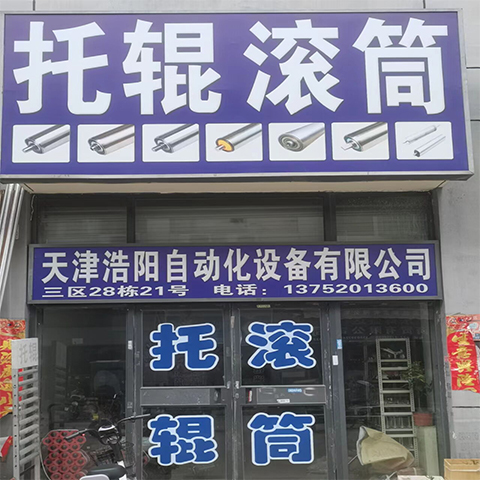 托辊滚筒
天津浩阳自动化设备有限公司
三区28栋21号 电话：13752013600
托滚
辊筒